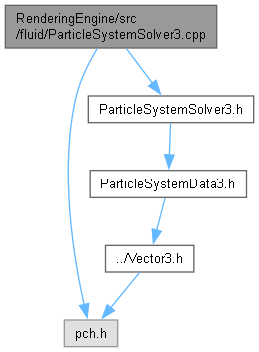 RenderingEngine/src
/fluid/ParticleSystemSolver3.cpp
ParticleSystemSolver3.h
ParticleSystemData3.h
../Vector3.h
pch.h